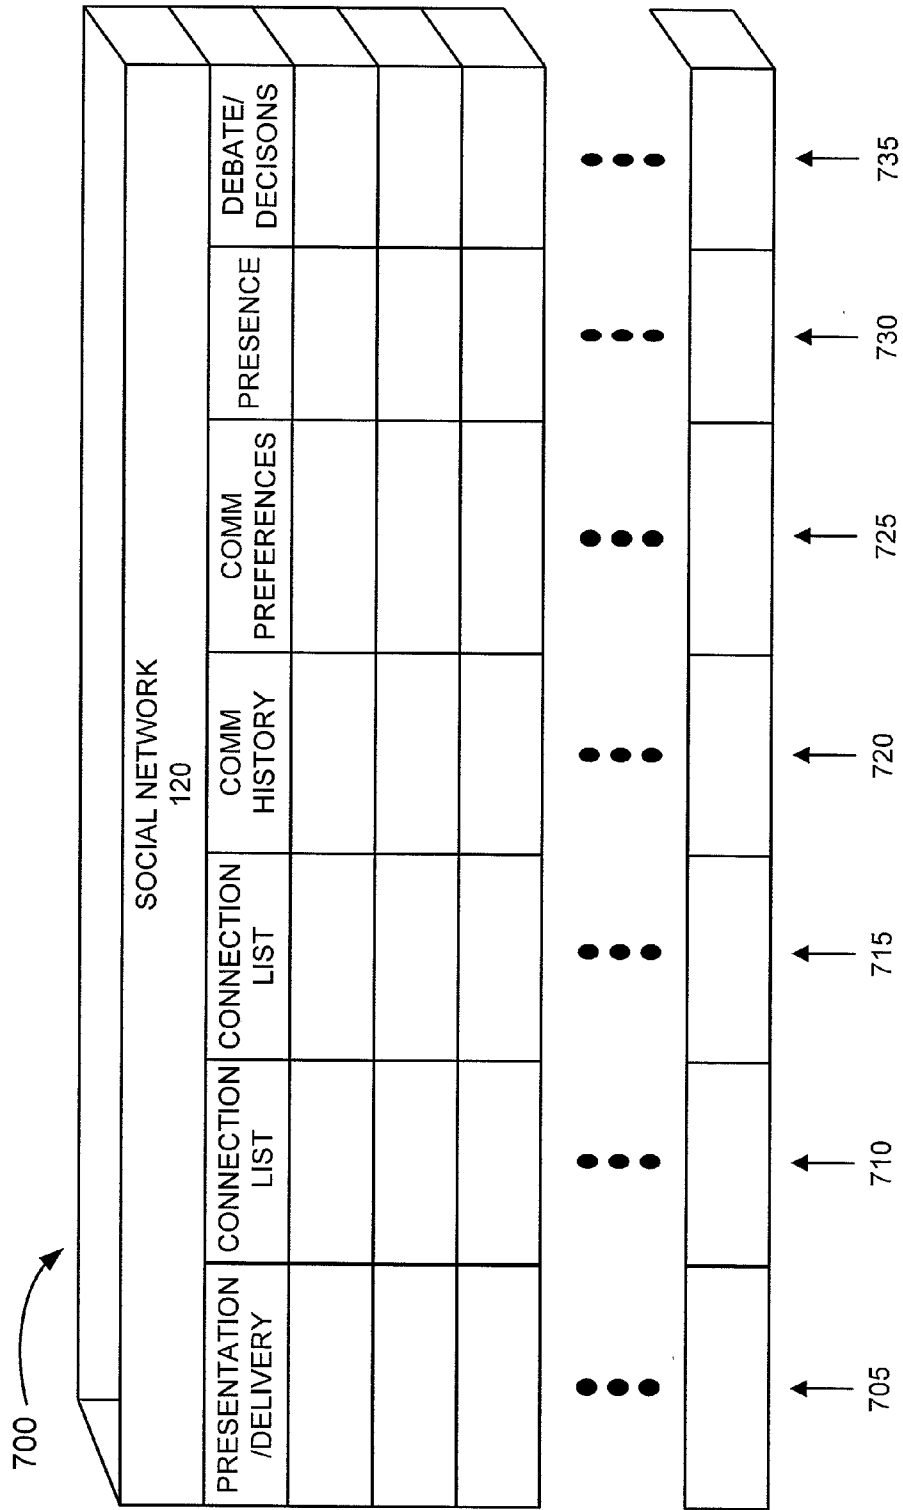 700
SOCIAL NETWORK
120
PRESENTATION
/DELIVERY
CONNECTION
LIST
CONNECTION
LIST
COMM
HISTORY
COMM
PREFERENCES
PRESENCE
DEBATE/
DECISONS
705
710
715
720
725
730
735